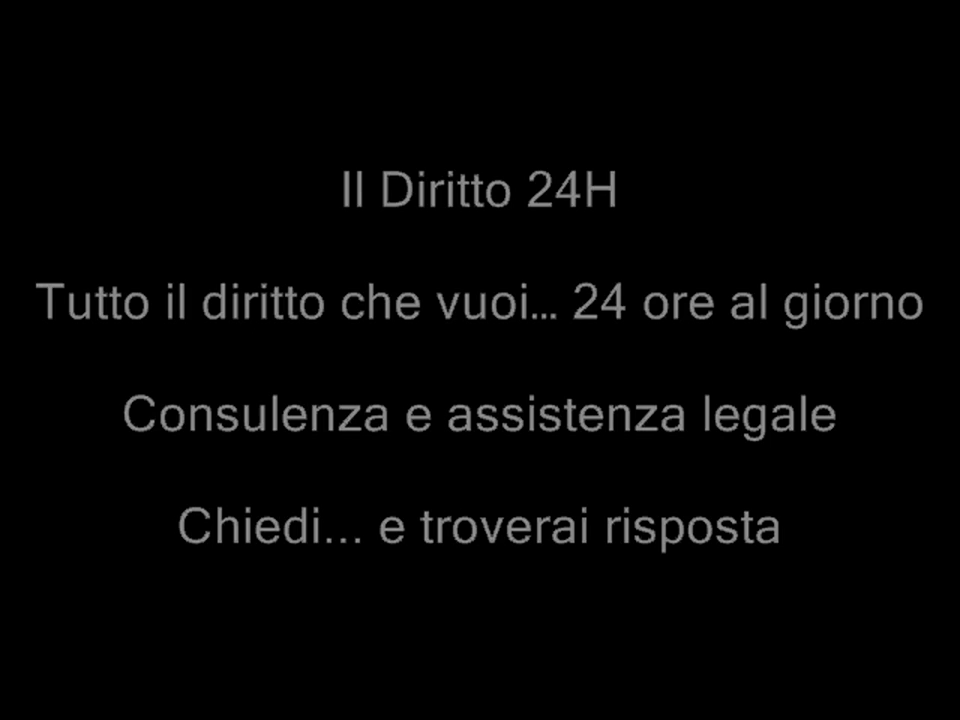 Il Diritto 24H
Tutto il diritto che vuoi… 24 ore al giorno
Consulenza e assistenza legale
Chiedi... e troverai risposta